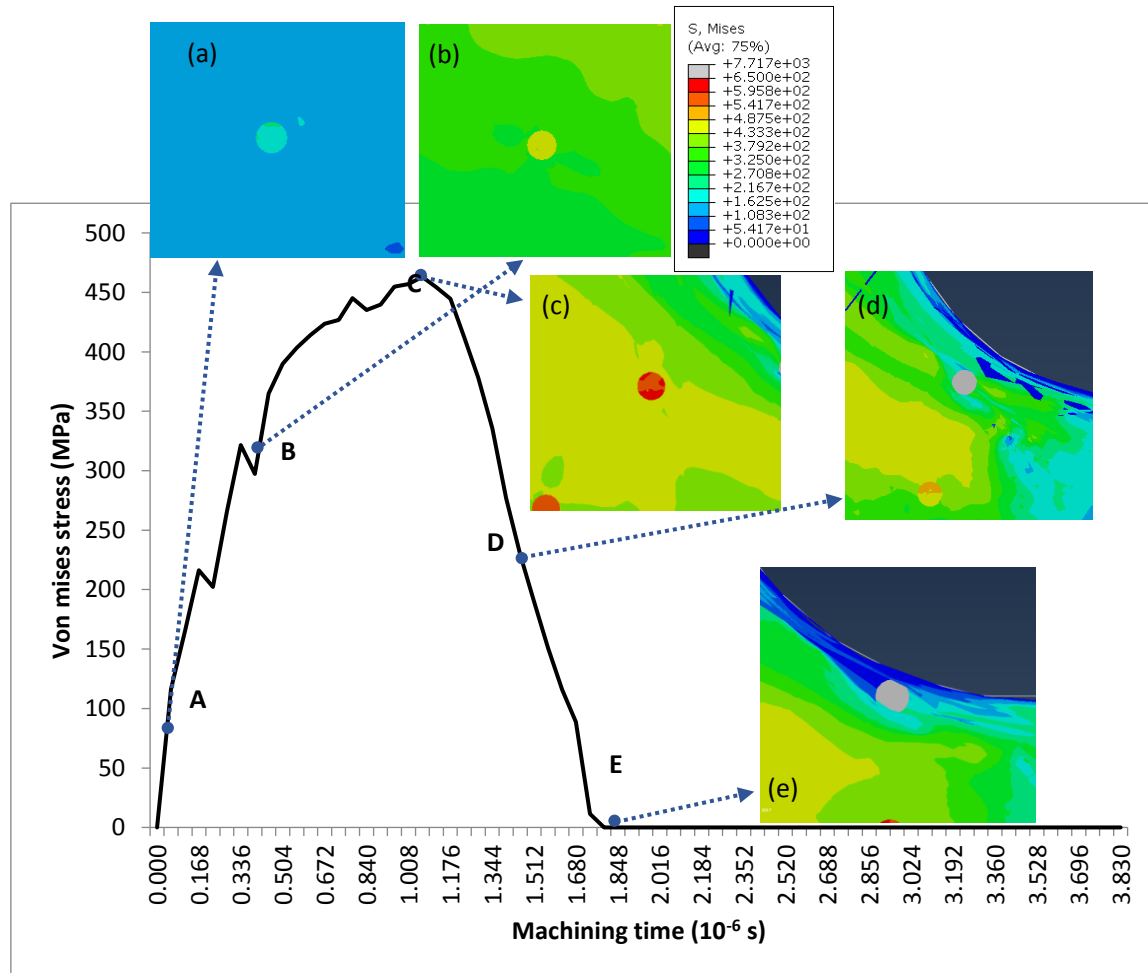 (a)
(b)
S, Mises
(Avg: 75%)
+7.717e+03
+6.500e+02
+5.958e+02
+5.417e+02
+4.875e+02
+4.333e+02
+3.792e+02
+3.250e+02
+2.708e+02
+2.167e+02
+1.625e+02
+1.083e+02
+5.417e+01
+0.000e+00
500
450
400
350
300
250
200
150
100
50
0
Von mises stress (MPa)
C
(c)
(d)
B
D
A
E
(e)
0.000
0.168
0.336
0.504
0.672
0.840
1.008
1.176
1.344
1.512
1.680
1.848
2.016
2.184
2.352
2.520
2.688
2.856
3.024
3.192
3.360
3.528
3.696
3.830
Machining time (10⁻⁶ s)